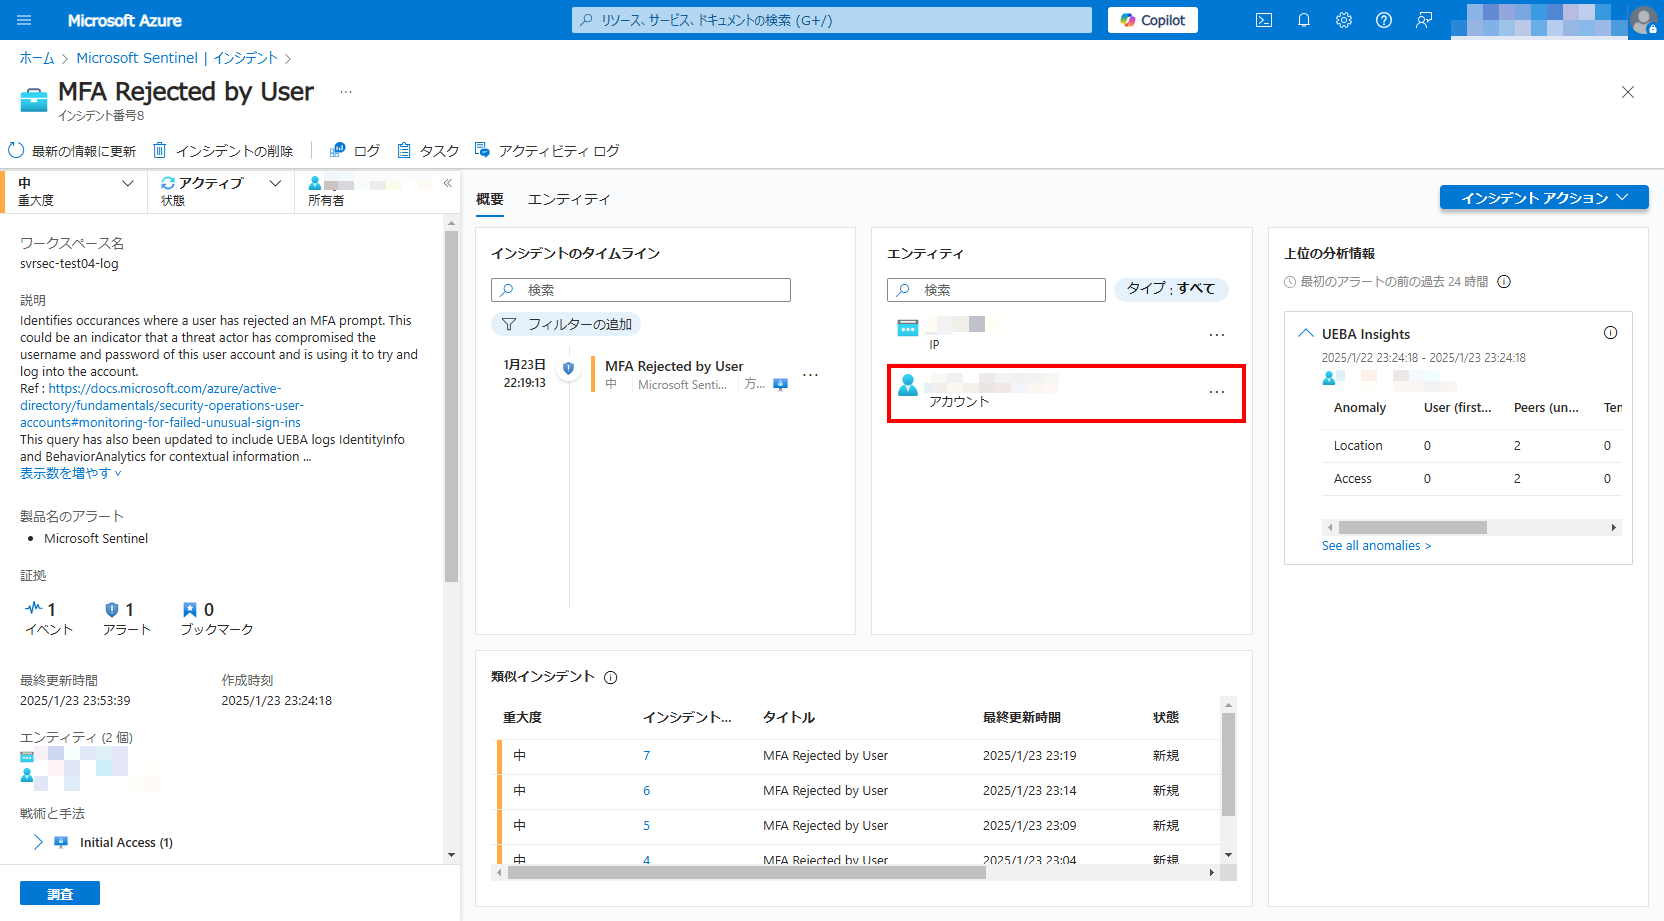 Microsoft Azure
リソース、サービス、ドキュメントの検索 (G+/)
Copilot
ホーム > Microsoft Sentinel | インシデント >
MFA Rejected by User ...
インシデント番号8
最新の情報に更新 インシデントの削除 ログ タスク アクティビティ ログ
中
重大度
アクティブ
状態
所有者
«
ワークスペース名
svrsec-test04-log
説明
Identifies occurances where a user has rejected an MFA prompt. This
could be an indicator that a threat actor has compromised the
username and password of this user account and is using it to try and
log into the account.
Ref : https://docs.microsoft.com/azure/active-
directory/fundamentals/security-operations-user-
accounts#monitoring-for-failed-unusual-sign-ins
This query has also been updated to include UEBA logs IdentityInfo
and BehaviorAnalytics for contextual information ...
表示数を増やす
製品名のアラート
• Microsoft Sentinel
証拠
1 1 0
イベント アラート ブックマーク
最終更新時間 作成時刻
2025/1/23 23:53:39 2025/1/23 23:24:18
エンティティ (2 個)
戦術と手法
Initial Access (1)
調査
概要 エンティティ
インシデント アクション
インシデントのタイムライン
検索
フィルターの追加
1月23日
22:19:13
MFA Rejected by User
中 Microsoft Senti... 方... ...
エンティティ
検索
タイプ : すべて
...
IP
...
アカウント
上位の分析情報
最初のアラートの前の過去 24 時間
UEBA Insights
2025/1/22 23:24:18 - 2025/1/23 23:24:18
Anomaly User (first... Peers (un... Ten
Location 0 2 0
Access 0 2 0
See all anomalies >
類似インシデント
重大度 インシデント... タイトル 最終更新時間 状態
中 7 MFA Rejected by User 2025/1/23 23:19 新規
中 6 MFA Rejected by User 2025/1/23 23:14 新規
中 5 MFA Rejected by User 2025/1/23 23:09 新規
中 4 MFA Rejected by User 2025/1/23 23:04 新規